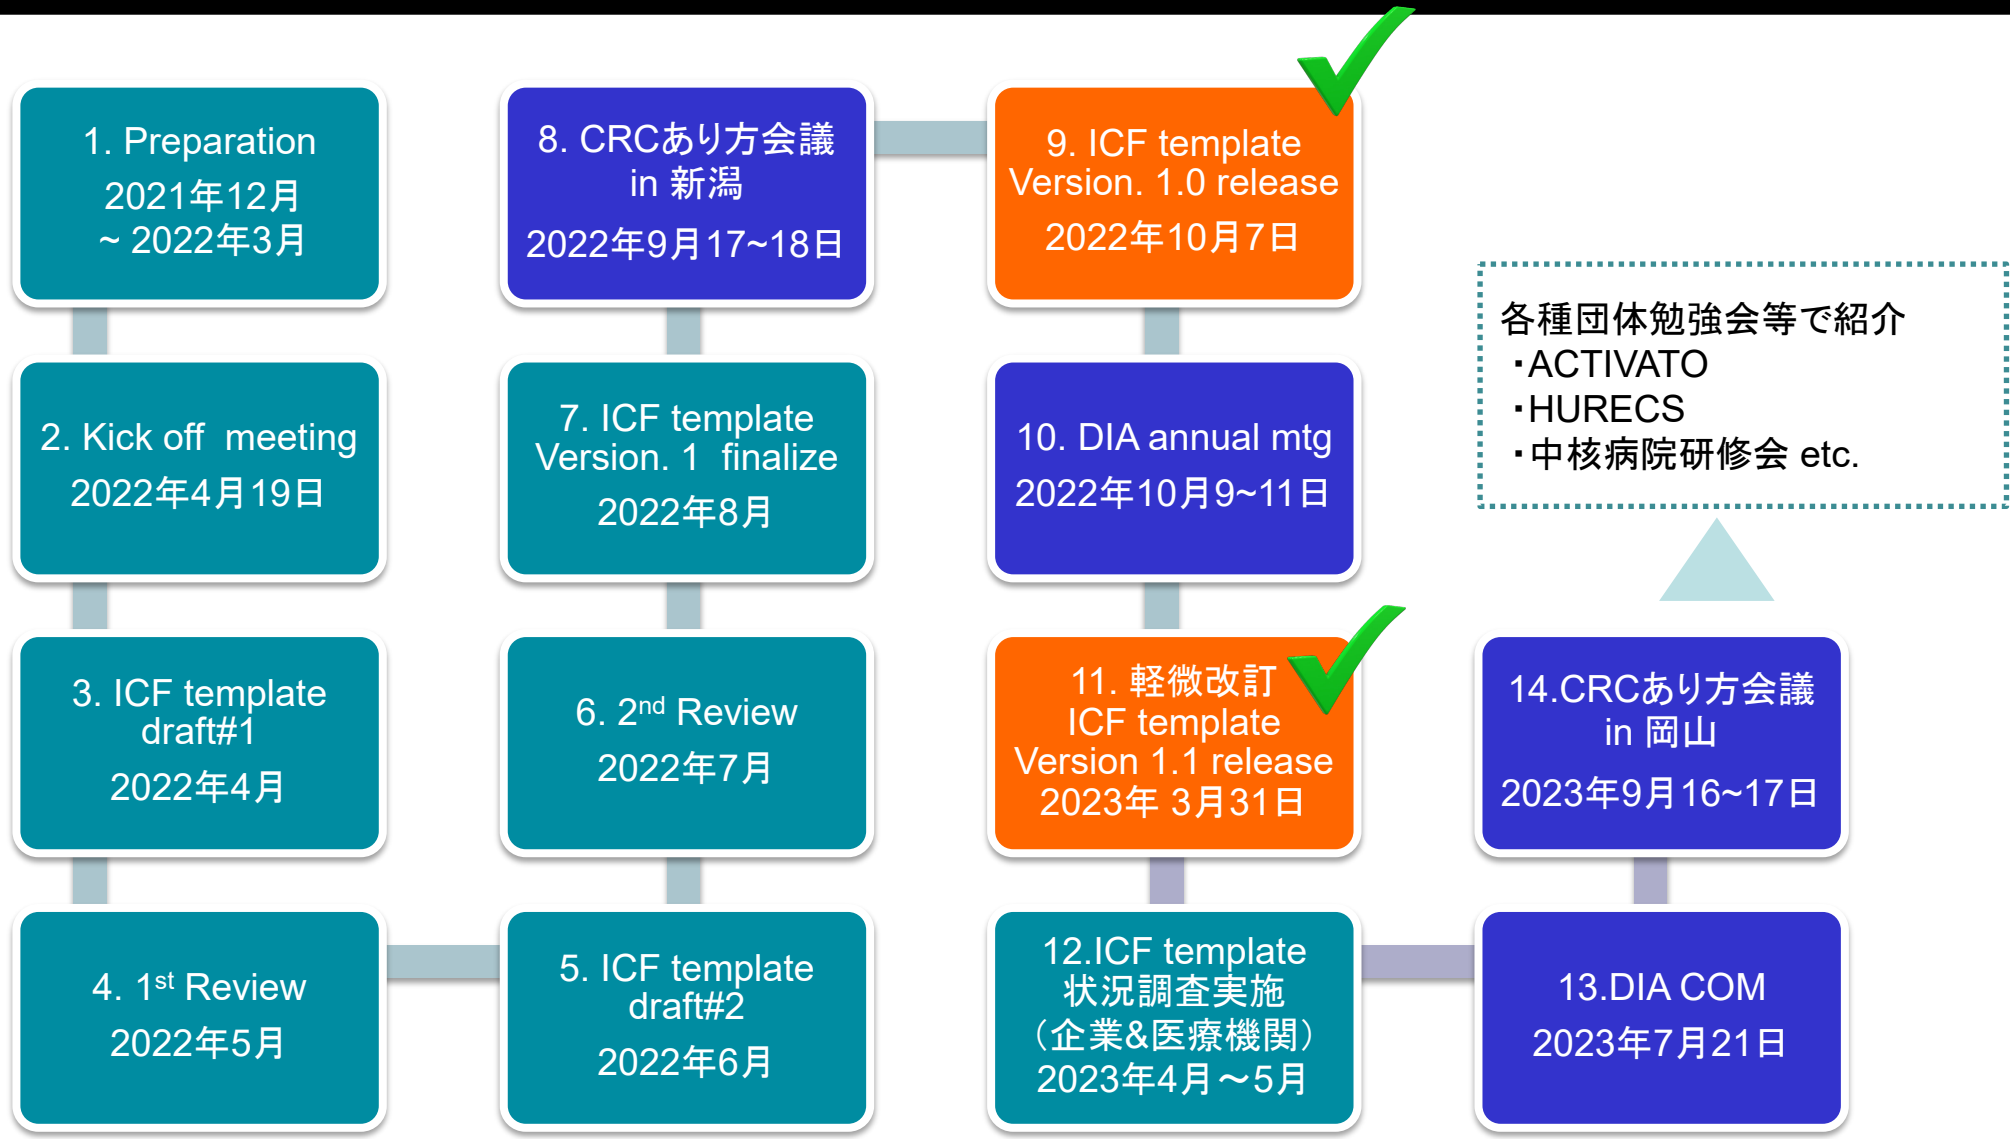 1. Preparation
2021年12月
~ 2022年3月
2. Kick off meeting
2022年4月19日
3. ICF template
draft#1
2022年4月
4. 1st Review
2022年5月
5. ICF template
draft#2
2022年6月
6. 2nd Review
2022年7月
7. ICF template
Version. 1 finalize
2022年8月
8. CRCあり方会議
in 新潟
2022年9月17~18日
9. ICF template
Version. 1.0 release
2022年10月7日
10. DIA annual mtg
2022年10月9~11日
11. 軽微改訂
ICF template
Version 1.1 release
2023年 3月31日
12.ICF template
状況調査実施
（企業&医療機関）
2023年4月～5月
13.DIA COM
2023年7月21日
14.CRCあり方会議
in 岡山
2023年9月16~17日
各種団体勉強会等で紹介
・ACTIVATO
・HURECS
・中核病院研修会 etc.